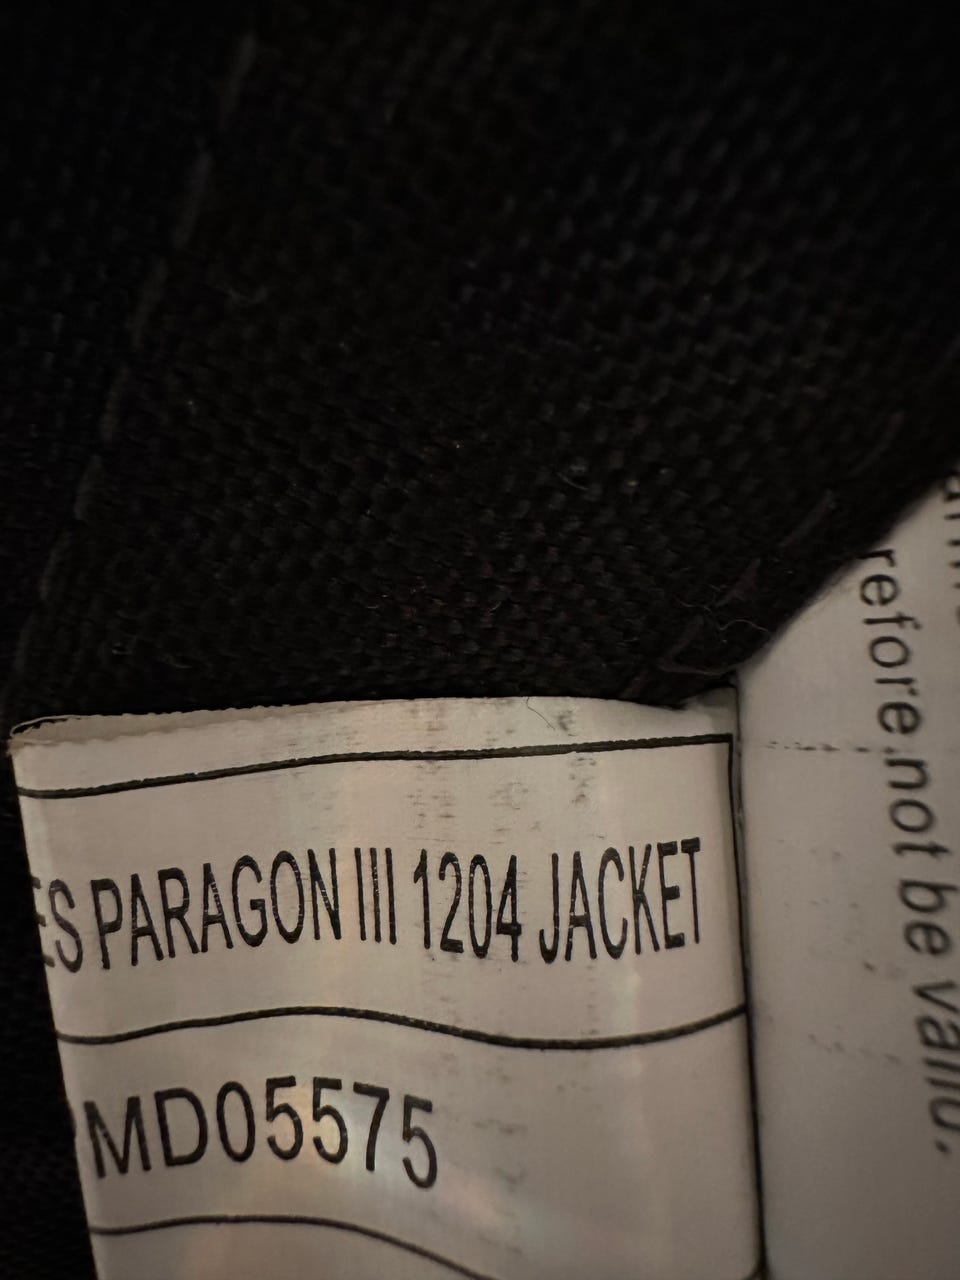 ES PARAGON III 1204 JACKET
MD05575
refore not be valid.